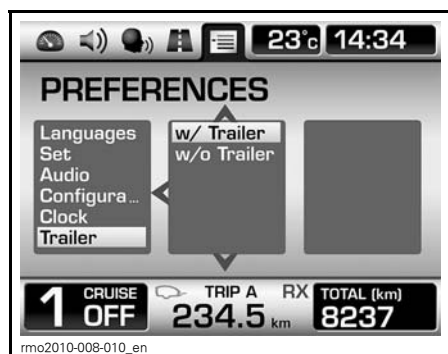 23°c 14:34
PREFERENCES
Languages
Set
Audio
Configura ...
Clock
Trailer
w/ Trailer
w/o Trailer
1 CRUISE OFF
TRIP A RX
234.5 km
TOTAL (km)
8237
rmo2010-008-010_en